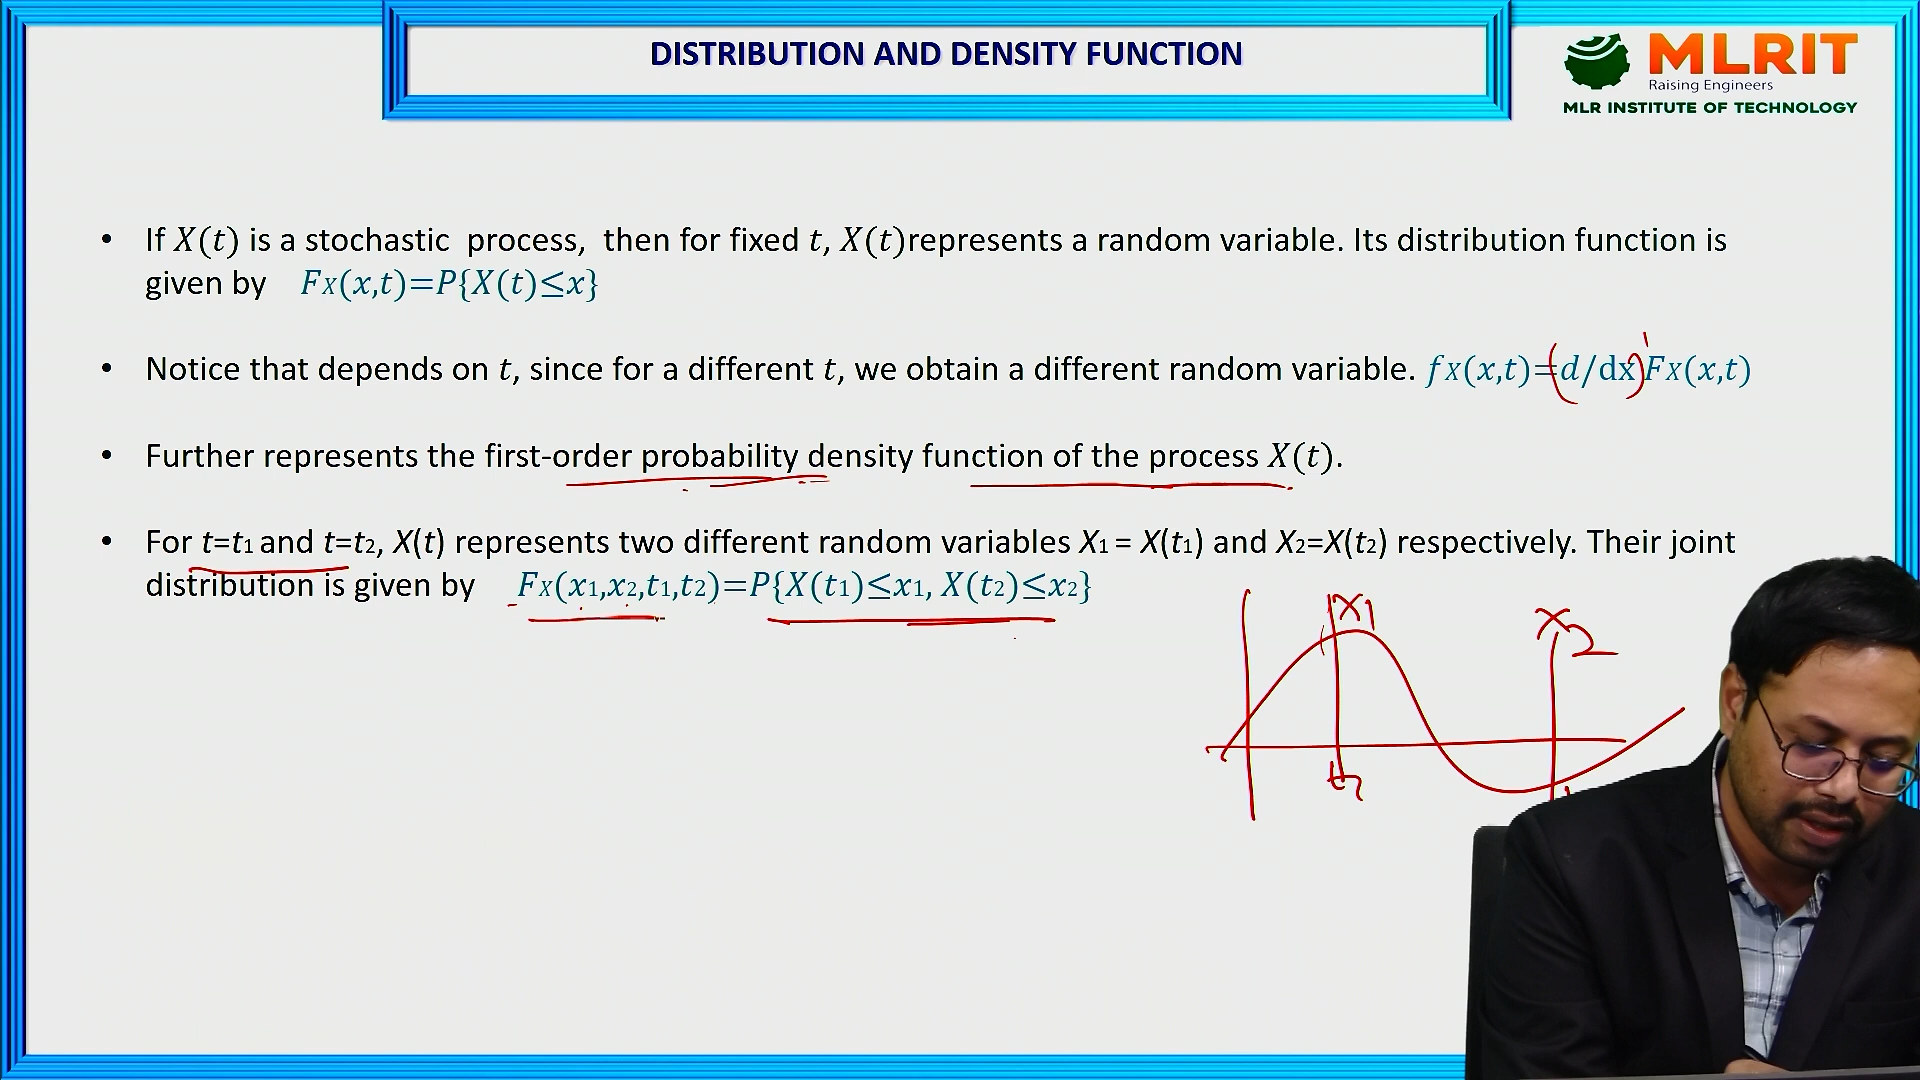 DISTRIBUTION AND DENSITY FUNCTION
MLRIT
Raising Engineers
MLR INSTITUTE OF TECHNOLOGY
• If X(t) is a stochastic process, then for fixed t, X(t)represents a random variable. Its distribution function is
given by FX(x,t)=P{X(t)≤x}
• Notice that depends on t, since for a different t, we obtain a different random variable. fX(x,t)=(d/dx)' FX(x,t)
• Further represents the first-order probability density function of the process X(t).
• For t=t1 and t=t2, X(t) represents two different random variables X1 = X(t1) and X2=X(t2) respectively. Their joint
distribution is given by FX(x1,x2,t1,t2)=P{X(t1)≤x1, X(t2)≤x2}
X1
X2